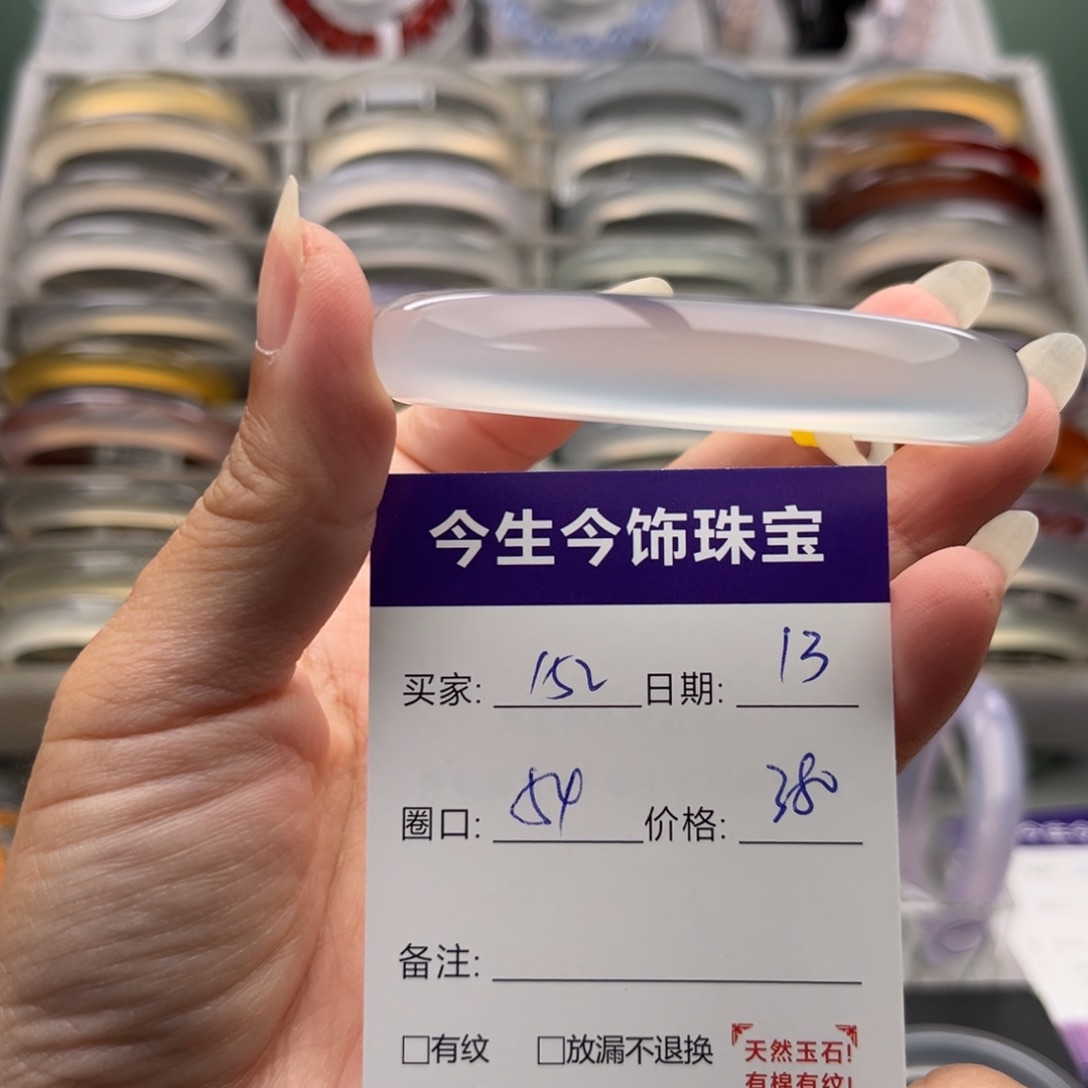 今生今饰珠宝
买家: 152 日期: 13
圈口: 54 价格: 380
备注:
□有纹 □放漏不退换
天然玉石!
有棉有纹!